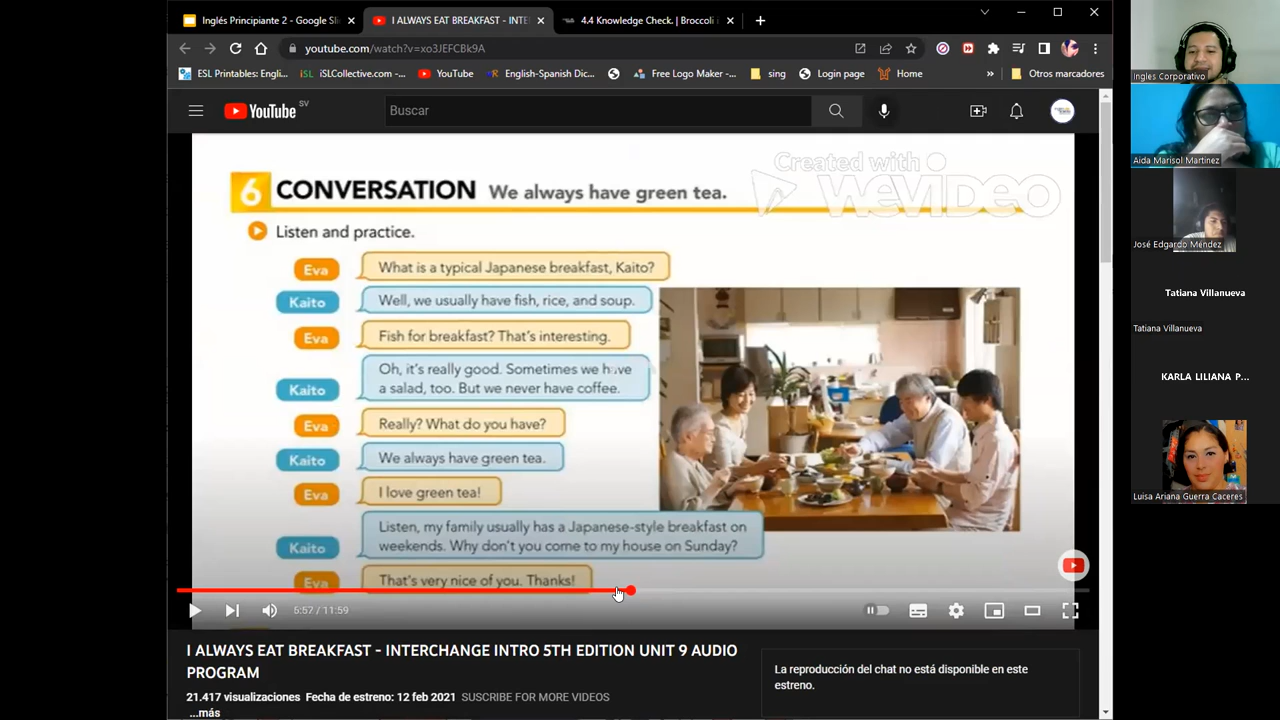 Inglés Principiante 2 - Google Sli
I ALWAYS EAT BREAKFAST - INTE
4.4 Knowledge Check. | Broccoli
youtube.com/watch?v=xo3JEFCBk9A
ESL Printables: Engli...
iSLCollective.com -...
YouTube
English-Spanish Dic...
Free Logo Maker -...
sing
Login page
Home
»
Otros marcadores
YouTube SV
Buscar
Created with
WEVIDEO
6 CONVERSATION We always have green tea.
Listen and practice.
Eva What is a typical Japanese breakfast, Kaito?
Kaito Well, we usually have fish, rice, and soup.
Eva Fish for breakfast? That's interesting.
Oh, it's really good. Sometimes we have
Kaito a salad, too. But we never have coffee.
Eva Really? What do you have?
Kaito We always have green tea.
Eva I love green tea!
Listen, my family usually has a Japanese-style breakfast on
Kaito weekends. Why don't you come to my house on Sunday?
Eva That's very nice of you. Thanks!
5:57 / 11:59
I ALWAYS EAT BREAKFAST - INTERCHANGE INTRO 5TH EDITION UNIT 9 AUDIO
PROGRAM
21.417 visualizaciones Fecha de estreno: 12 feb 2021 SUSCRIBE FOR MORE VIDEOS
...más
La reproducción del chat no está disponible en este
estreno.
Ingles Corporativo
Aída Marisol Martínez
José Edgardo Méndez
Tatiana Villanueva
Tatiana Villanueva
KARLA LILIANA P...
Luisa Ariana Guerra Caceres